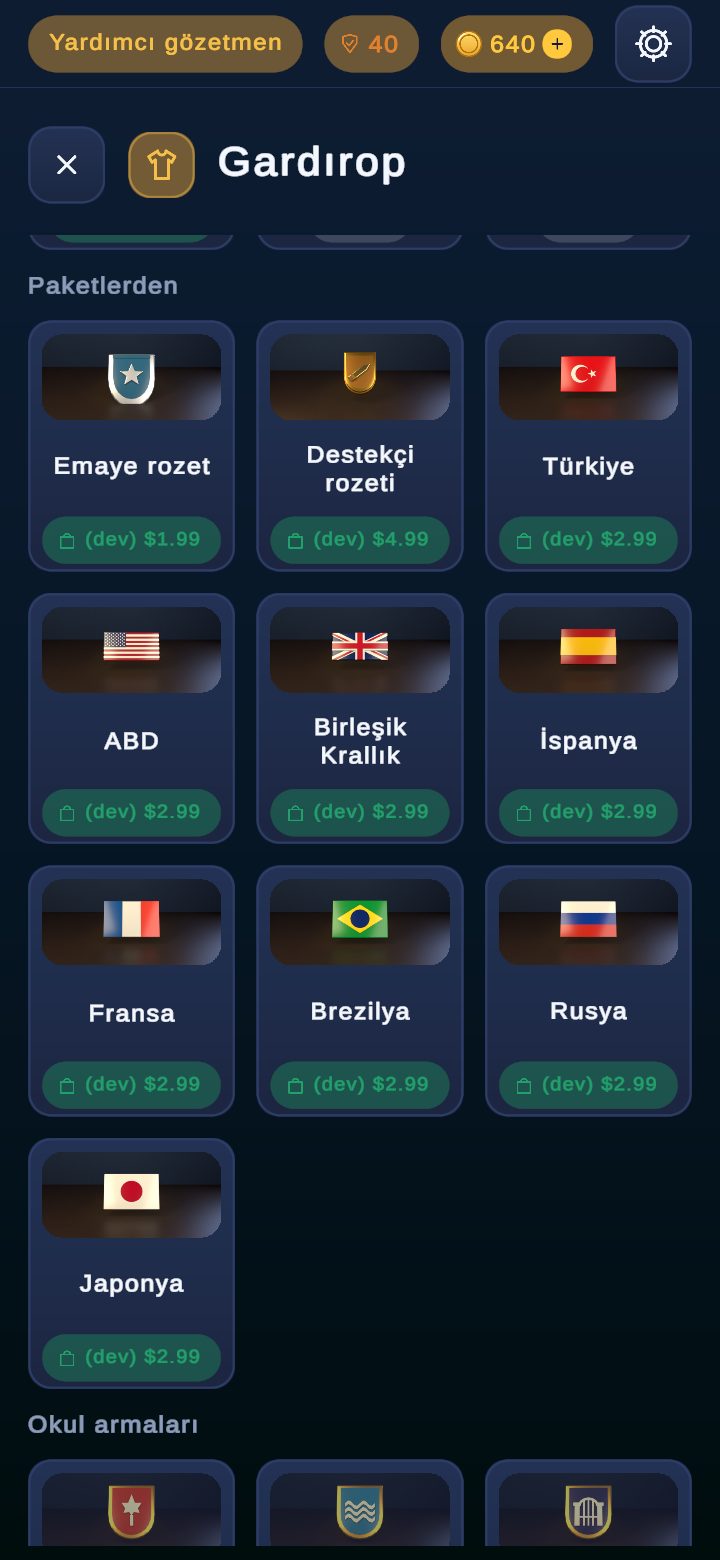 Yardımcı gözetmen 40 640 +
Gardırop
Paketlerden
Emaye rozet
Destekçi
rozeti
Türkiye
(dev) $1.99 (dev) $4.99 (dev) $2.99
ABD
Birleşik
Krallık
İspanya
(dev) $2.99 (dev) $2.99 (dev) $2.99
Fransa Brezilya Rusya
(dev) $2.99 (dev) $2.99 (dev) $2.99
Japonya
(dev) $2.99
Okul armaları